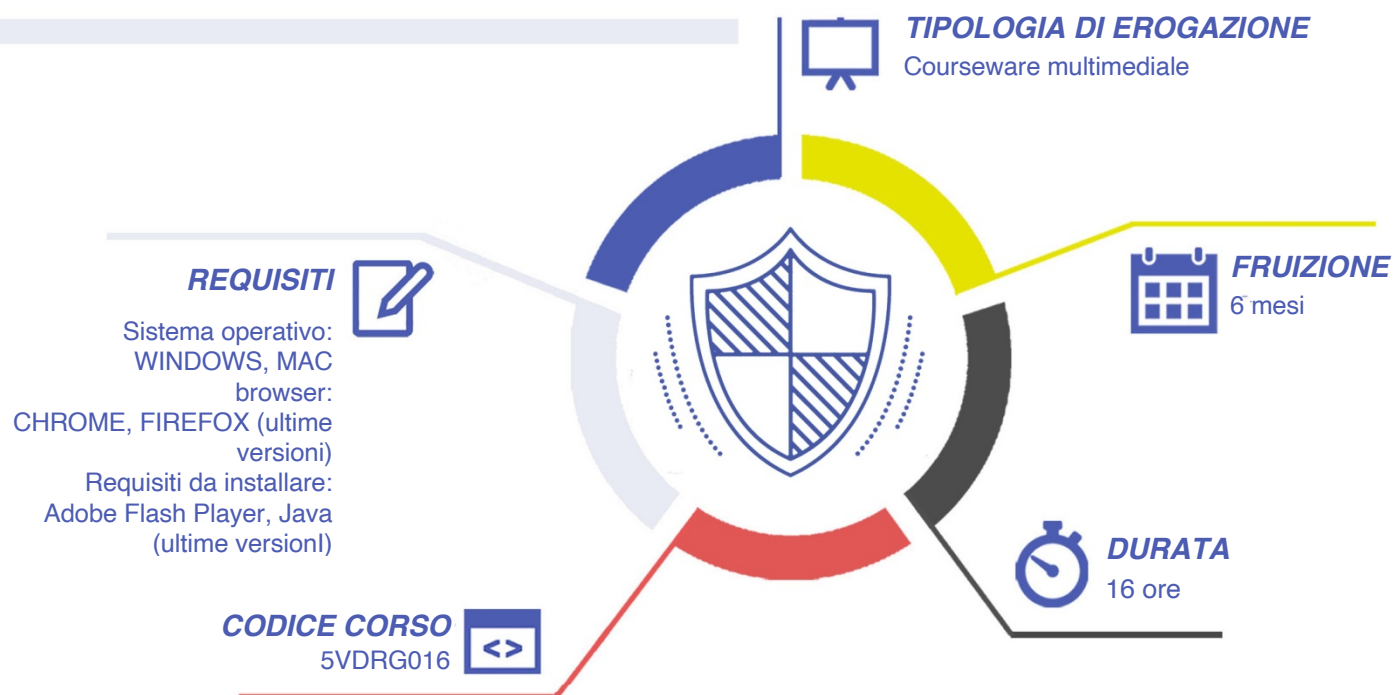 TIPOLOGIA DI EROGAZIONE
Courseware multimediale
REQUISITI
Sistema operativo:
WINDOWS, MAC
browser:
CHROME, FIREFOX (ultime
versioni)
Requisiti da installare:
Adobe Flash Player, Java
(ultime versionI)
FRUIZIONE
6 mesi
DURATA
16 ore
CODICE CORSO
5VDRG016
<>